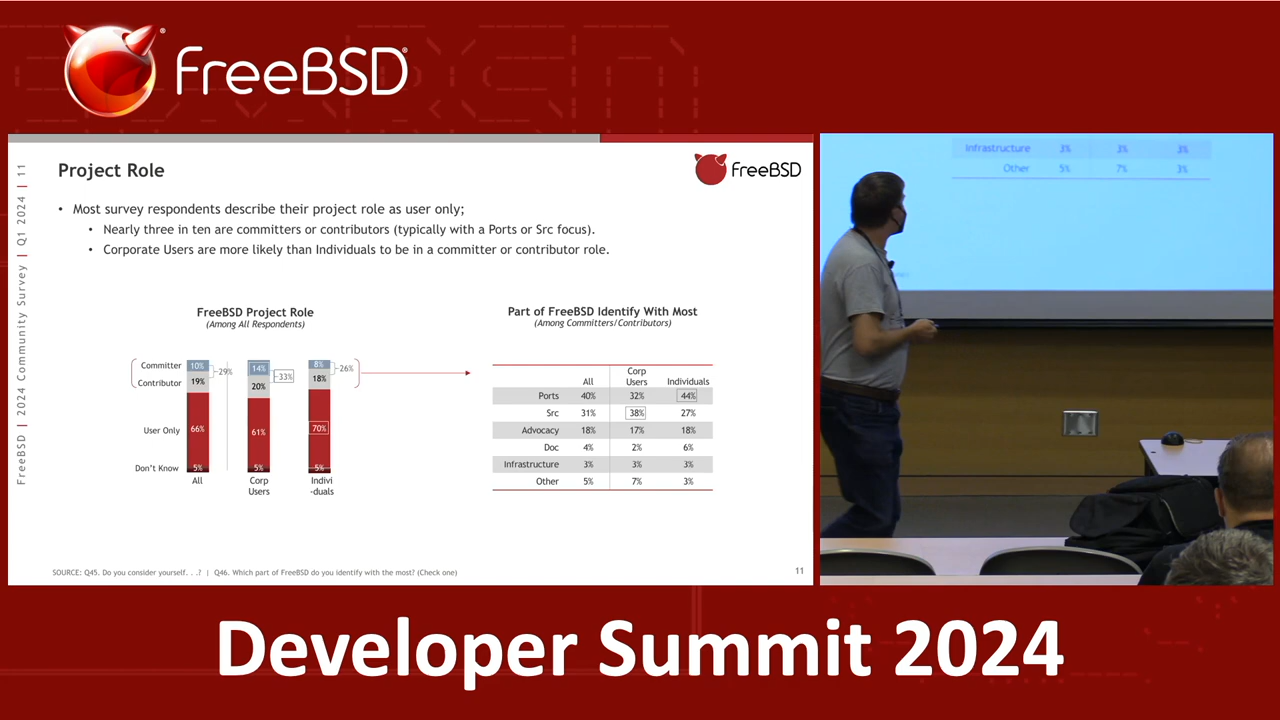 FreeBSD®
FreeBSD | 2024 Community Survey | Q1 2024 | 11
Project Role
FreeBSD
• Most survey respondents describe their project role as user only;
• Nearly three in ten are committers or contributors (typically with a Ports or Src focus).
• Corporate Users are more likely than Individuals to be in a committer or contributor role.
FreeBSD Project Role
(Among All Respondents)
Committer 10% 14% 8%
29% 33% 26%
Contributor 19% 20% 18%
User Only 66% 61% 70%
Don't Know 5% 5% 5%
All Corp Indivi
Users -duals
Part of FreeBSD Identify With Most
(Among Committers/Contributors)
Corp
All Users Individuals
Ports 40% 32% 44%
Src 31% 38% 27%
Advocacy 18% 17% 18%
Doc 4% 2% 6%
Infrastructure 3% 3% 3%
Other 5% 7% 3%
SOURCE: Q45. Do you consider yourself. . .? | Q46. Which part of FreeBSD do you identify with the most? (Check one)
11
Infrastructure 3% 3% 3%
Other 5% 7% 3%
Developer Summit 2024